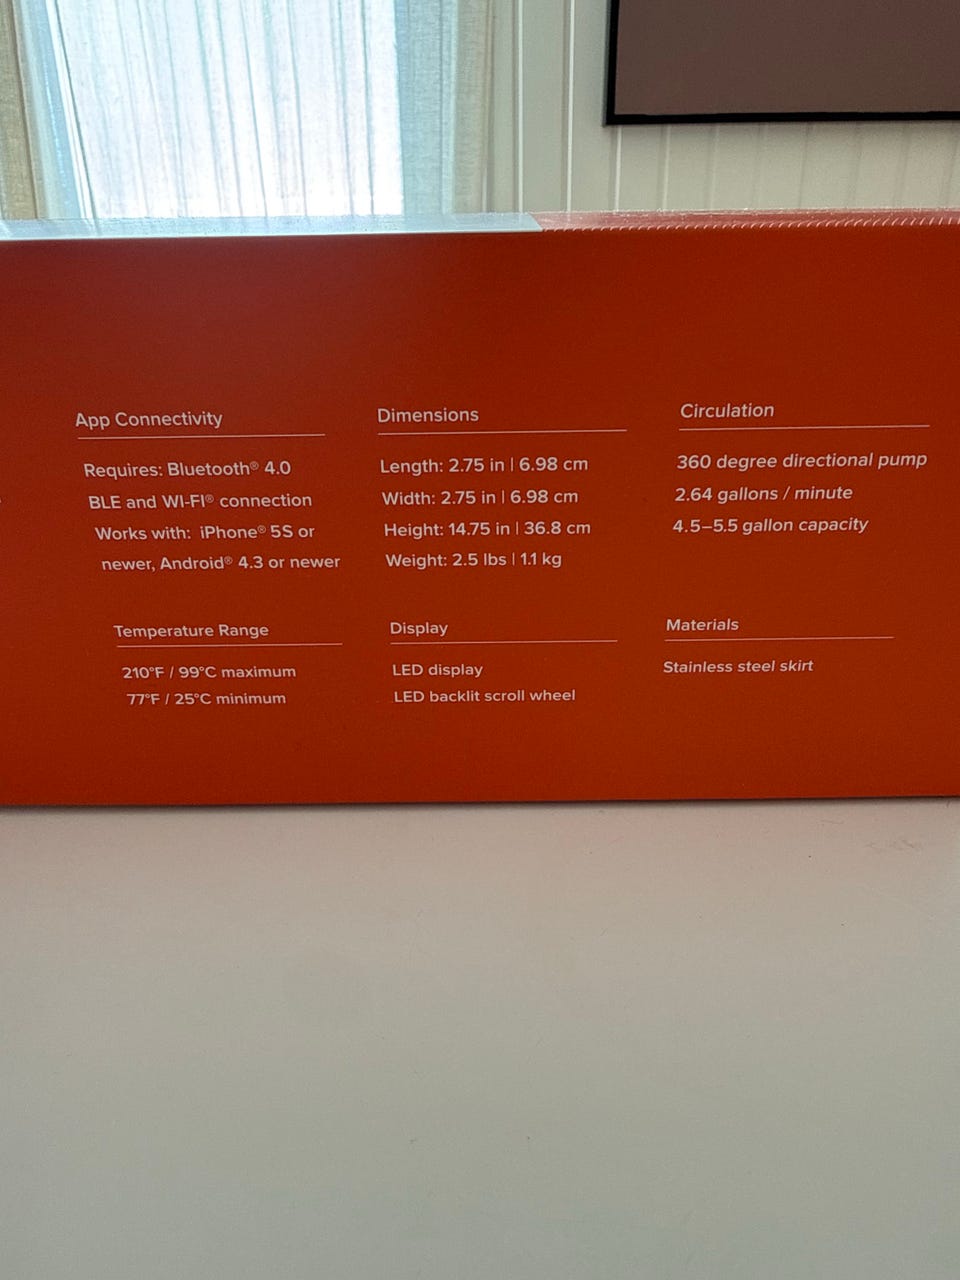 App Connectivity
Requires: Bluetooth® 4.0
BLE and WI-FI® connection
Works with: iPhone® 5S or
newer, Android® 4.3 or newer
Dimensions
Length: 2.75 in | 6.98 cm
Width: 2.75 in | 6.98 cm
Height: 14.75 in | 36.8 cm
Weight: 2.5 lbs | 1.1 kg
Circulation
360 degree directional pump
2.64 gallons / minute
4.5–5.5 gallon capacity
Temperature Range
210°F / 99°C maximum
77°F / 25°C minimum
Display
LED display
LED backlit scroll wheel
Materials
Stainless steel skirt